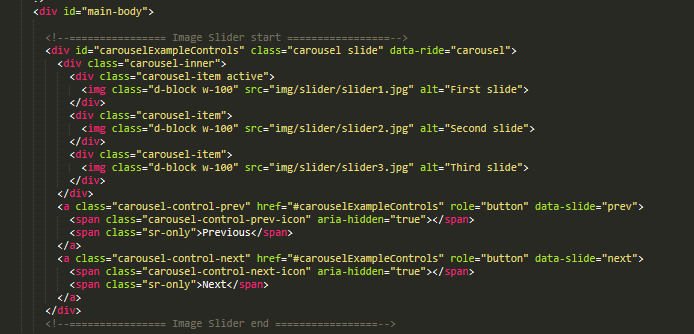 <div id="main-body">
<!--================ Image Slider start ==================-->
<div id="carouselExampleControls" class="carousel slide" data-ride="carousel">
<div class="carousel-inner">
<div class="carousel-item active">
<img class="d-block w-100" src="img/slider/slider1.jpg" alt="First slide">
</div>
<div class="carousel-item">
<img class="d-block w-100" src="img/slider/slider2.jpg" alt="Second slide">
</div>
<div class="carousel-item">
<img class="d-block w-100" src="img/slider/slider3.jpg" alt="Third slide">
</div>
</div>
<a class="carousel-control-prev" href="#carouselExampleControls" role="button" data-slide="prev">
<span class="carousel-control-prev-icon" aria-hidden="true"></span>
<span class="sr-only">Previous</span>
</a>
<a class="carousel-control-next" href="#carouselExampleControls" role="button" data-slide="next">
<span class="carousel-control-next-icon" aria-hidden="true"></span>
<span class="sr-only">Next</span>
</a>
</div>
<!--================ Image Slider end =================-->